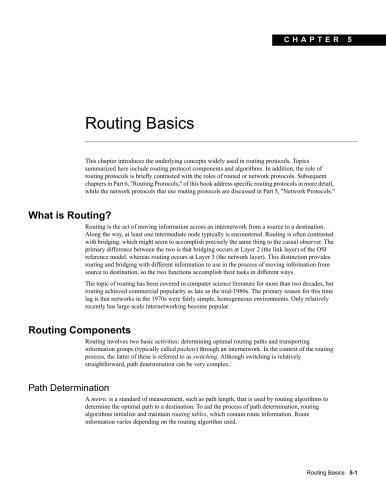 CHAPTER 5
Routing Basics
This chapter introduces the underlying concepts widely used in routing protocols. Topics
summarized here include routing protocol components and algorithms. In addition, the role of
routing protocols is briefly contrasted with the roles of routed or network protocols. Subsequent
chapters in Part 6, "Routing Protocols," of this book address specific routing protocols in more detail,
while the network protocols that use routing protocols are discussed in Part 5, "Network Protocols."
What is Routing?
Routing is the act of moving information across an internetwork from a source to a destination.
Along the way, at least one intermediate node typically is encountered. Routing is often contrasted
with bridging, which might seem to accomplish precisely the same thing to the casual observer. The
primary difference between the two is that bridging occurs at Layer 2 (the link layer) of the OSI
reference model, whereas routing occurs at Layer 3 (the network layer). This distinction provides
routing and bridging with different information to use in the process of moving information from
source to destination, so the two functions accomplish their tasks in different ways.
The topic of routing has been covered in computer science literature for more than two decades, but
routing achieved commercial popularity as late as the mid-1980s. The primary reason for this time
lag is that networks in the 1970s were fairly simple, homogeneous environments. Only relatively
recently has large-scale internetworking become popular.
Routing Components
Routing involves two basic activities: determining optimal routing paths and transporting
information groups (typically called packets) through an internetwork. In the context of the routing
process, the latter of these is referred to as switching. Although switching is relatively
straightforward, path determination can be very complex.
Path Determination
A metric is a standard of measurement, such as path length, that is used by routing algorithms to
determine the optimal path to a destination. To aid the process of path determination, routing
algorithms initialize and maintain routing tables, which contain route information. Route
information varies depending on the routing algorithm used.
Routing Basics 5-1